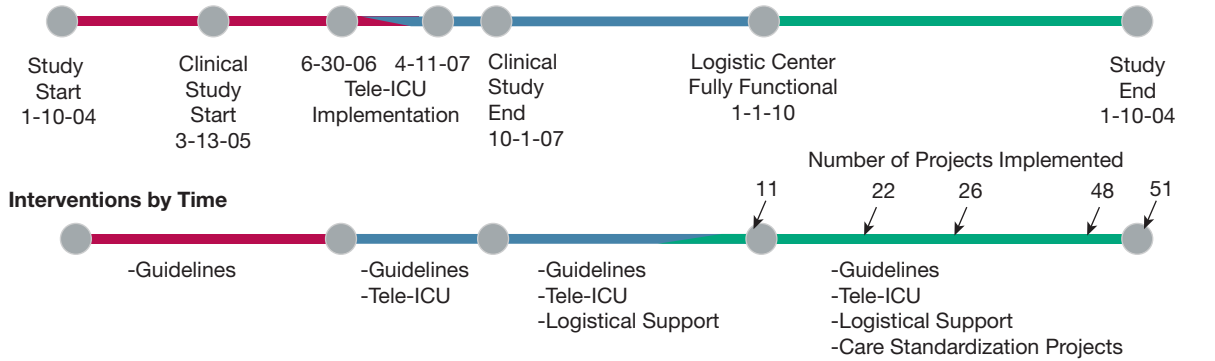 Study
Start
1-10-04
Clinical
Study
Start
3-13-05
6-30-06 4-11-07
Tele-ICU
Implementation
Clinical
Study
End
10-1-07
Logistic Center
Fully Functional
1-1-10
Study
End
1-10-04
Number of Projects Implemented
11 22 26 48 51
Interventions by Time
-Guidelines
-Guidelines
-Tele-ICU
-Guidelines
-Tele-ICU
-Logistical Support
-Guidelines
-Tele-ICU
-Logistical Support
-Care Standardization Projects